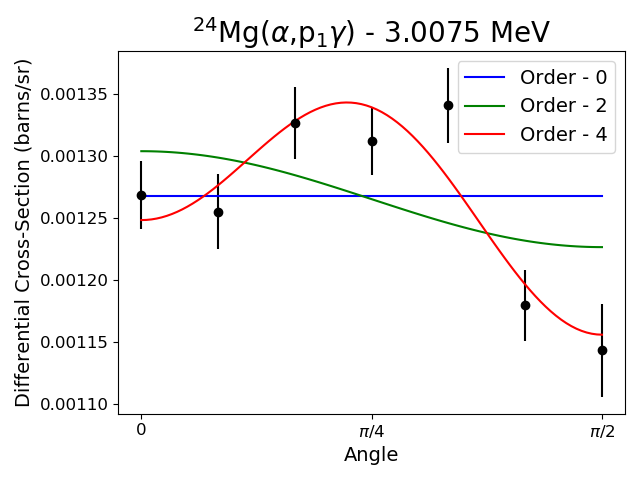 ²⁴Mg(α,p₁γ) - 3.0075 MeV
Order - 0
Order - 2
Order - 4
Differential Cross-Section (barns/sr)
0.00135
0.00130
0.00125
0.00120
0.00115
0.00110
0 π/4 π/2
Angle